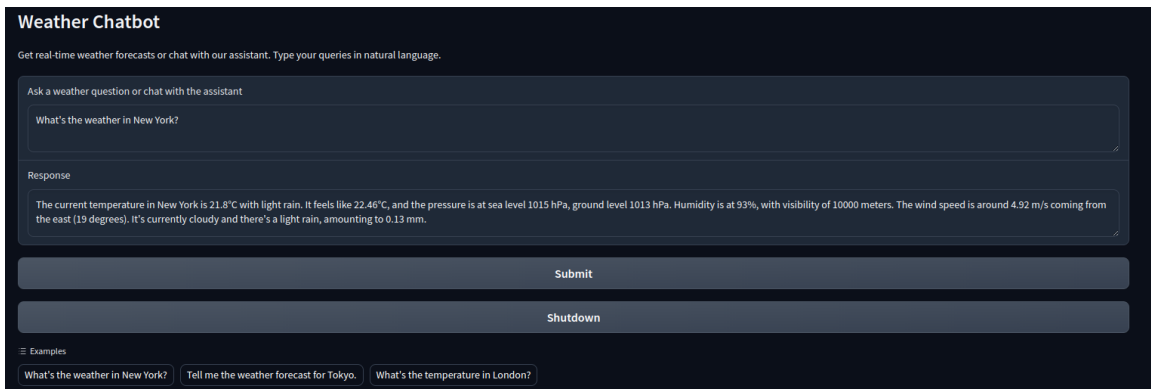 Weather Chatbot
Get real-time weather forecasts or chat with our assistant. Type your queries in natural language.
Ask a weather question or chat with the assistant
What's the weather in New York?
Response
The current temperature in New York is 21.8°C with light rain. It feels like 22.46°C, and the pressure is at sea level 1015 hPa, ground level 1013 hPa. Humidity is at 93%, with visibility of 10000 meters. The wind speed is around 4.92 m/s coming from
the east (19 degrees). It's currently cloudy and there's a light rain, amounting to 0.13 mm.
Submit
Shutdown
Examples
What's the weather in New York? Tell me the weather forecast for Tokyo. What's the temperature in London?